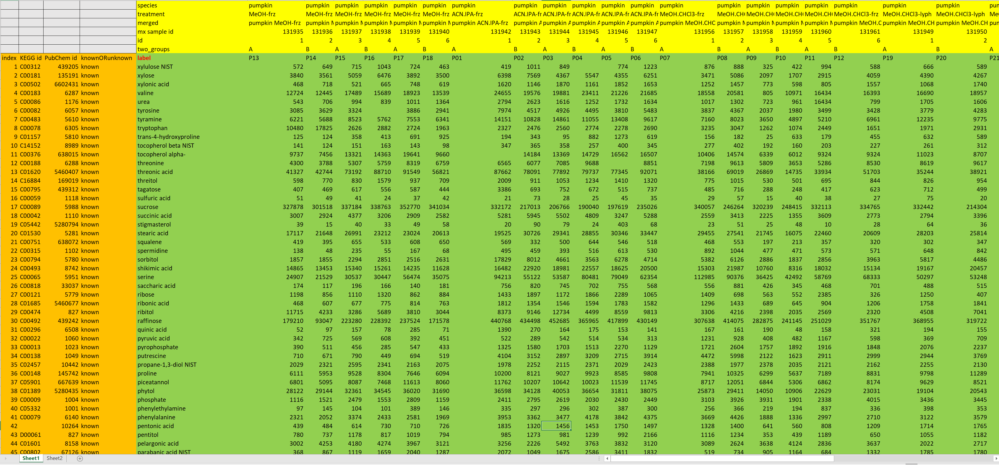 species pumpkin pumpkin pumpkin pumpkin pumpkin pumpkin pumpkin pumpkin pumpkin pumpkin pumpkin pumpkin pumpkin pumpkin pumpkin pumpkin pumpkin pumpkin pumpkin pumpkin pun
treatment MeOH-frz MeOH-frz MeOH-frz MeOH-frz MeOH-frz MeOH-frz ACN.IPA-frz ACN.IPA-fr ACN.IPA-fr ACN.IPA-fr ACN.IPA-fr ACN.IPA-frz MeOH.CHCl3-frz MeOH.CH MeOH.CH MeOH.CH MeOH.CH MeOH.CHCl3-frz MeOH.CHCl3-lyph MeOH.CHCl3-lyph Me
merged pumpkin MeOH-frz pumpkin M pumpkin M pumpkin M pumpkin M pumpkin M pumpkin ACN.IPA-frz pumpkin A pumpkin A pumpkin A pumpkin A pumpkin A pumpkin MeOH.CHC pumpkin M pumpkin M pumpkin M pumpkin M pumpkin MeOH.C pumpkin MeOH.CH pumpkin MeOH.CH pun
mx sample id 131935 131936 131937 131938 131939 131940 131942 131943 131944 131945 131946 131947 131956 131957 131958 131959 131960 131961 131949 131950
id 1 2 3 4 5 6 1 2 3 4 5 6 1 2 3 4 5 6 1 2
two_groups A B A B A B A B A B A B A B A B A B A B A
index KEGG id PubChem id knownORunknown label P13 P14 P15 P16 P17 P18 P01 P02 P03 P04 P05 P06 P07 P08 P09 P10 P11 P12 P19 P20 P21
1 C00312 439205 known xylulose NIST 572 649 715 1043 724 463 419 1011 849 774 1223 876 888 325 422 994 588 666 589
2 C00181 135191 known xylose 3840 3561 5059 6476 3892 3500 6398 7569 4367 5547 4355 6251 3471 5086 2097 1707 2915 4059 4390 4267
3 C00502 6602431 known xylonic acid 468 718 521 665 748 619 1620 1146 1870 1161 1852 1653 1252 1457 773 598 805 1557 1068 1740
4 C00183 6287 known valine 12724 12445 17489 15689 18923 13539 24655 19576 19881 23411 21226 21685 18558 20581 805 10971 16434 16393 16690 18957
5 C00086 1176 known urea 543 706 994 839 1011 1364 2794 2623 1616 1252 1732 1634 1017 1302 723 961 16434 799 1705 1606
6 C00082 6057 known tyrosine 3085 3629 3324 3886 2941 7974 4517 4926 4495 3810 5483 3837 4367 2037 1980 3499 3428 3779 4283
7 C00483 5610 known tyramine 6221 5688 8523 5762 7553 6341 14151 10828 14861 11055 13408 9617 7160 8023 3650 4897 5210 6961 12235 9775
8 C00078 6305 known tryptophan 10480 17825 2626 2882 2724 1963 2327 2476 2560 2774 2278 2690 3235 3047 1262 1074 2449 1651 1971 2931
9 C01157 5810 known trans-4-hydroxyproline 125 124 358 413 691 925 194 343 95 882 1273 619 156 182 25 633 179 455 632 589
10 C14152 8989 known tocopherol beta NIST 141 124 151 163 143 98 347 365 358 257 400 345 277 402 192 160 203 227 261 312
11 C00376 638015 known tocopherol alpha- 9737 7456 13321 14363 19641 9660 14184 13369 14729 16562 16507 10406 14574 6339 6012 9324 9324 11023 8707
12 C00188 6288 known threonine 4300 3788 5307 5759 8319 6759 6565 6077 7085 9688 8851 7198 9613 5809 3653 5286 8530 8619 9617
13 C01620 5460407 known threonic acid 41327 42744 73192 88710 91549 56821 87662 78091 77892 79737 77345 92071 38166 69019 26869 14735 33934 51703 35244 38921
14 C16884 169019 known threitol 598 770 830 1579 937 709 2009 911 1053 1234 1410 1320 775 1015 530 501 695 844 826 954
15 C00795 439312 known tagatose 407 469 617 556 587 444 3386 693 752 672 515 737 485 716 288 248 417 623 712 499
16 C00059 1118 known sulfuric acid 51 49 41 24 37 42 21 73 28 25 45 35 29 57 15 40 38 27 75 20
17 C00089 5988 known sucrose 327878 301518 337184 338763 352770 341034 332172 217013 206766 190040 197619 235026 340057 246264 320239 248415 332113 334765 332442 214304
18 C00042 1110 known succinic acid 3007 2924 4377 3206 2909 2582 5281 5945 5502 4809 3247 5288 2559 3413 2225 1355 3609 2773 2794 3396
19 C05442 5280794 known stigmasterol 39 15 40 33 49 58 20 90 79 24 403 68 23 51 25 48 10 28 64 36
20 C01530 5281 known stearic acid 17117 21648 26991 23212 23024 20613 19525 30726 29341 28855 30346 33447 29455 27541 21745 16075 22460 20609 28203 25814
21 C00751 638072 known squalene 419 395 655 533 608 650 569 332 500 644 546 518 468 553 197 213 357 320 302 347
22 C00315 1102 known spermidine 138 48 235 55 167 68 495 459 393 516 613 530 892 1044 477 471 573 571 648 842
23 C00794 5780 known sorbitol 1857 1855 2294 2851 2516 2631 17829 8012 4661 3563 6278 4714 5382 6126 2886 1837 2856 3963 5817 4486
24 C00493 8742 known shikimic acid 14865 13453 15340 15261 14235 11628 16482 22920 18981 22557 18625 20500 15303 21987 10760 8316 18032 15134 19167 20457
25 C00065 5951 known serine 24907 21529 30537 30447 56474 35075 94213 55122 53587 80481 79049 62354 112985 90376 36425 42492 58769 68333 50297 53248
26 C00818 33037 known saccharic acid 174 117 196 166 140 181 756 820 745 702 755 568 556 881 426 345 468 701 488 515
27 C00121 5779 known ribose 1198 856 1110 1320 862 884 1433 1897 1172 1866 2289 1065 1409 698 563 552 2385 326 1250 407
28 C01685 5460677 known ribonic acid 468 607 677 775 814 763 1812 1354 1546 1594 1783 1582 1296 1433 689 645 904 1206 1758 1841
29 C00474 827 known ribitol 11715 4233 3286 5689 3810 3044 8373 9146 12734 4499 8559 9813 3306 4216 2398 2035 2569 2320 4508 7041
30 C00492 439242 known raffinose 179210 93047 223280 228392 237524 171578 440768 434498 452685 365965 417899 430149 307638 414075 282875 241145 251029 351767 368955 319722
31 C00296 6508 known quinic acid 52 97 157 78 285 71 1390 270 164 175 153 141 167 161 190 48 158 321 194 155
32 C00022 1060 known pyruvic acid 342 725 569 608 392 451 522 289 542 514 534 313 1231 928 408 482 1167 598 369 709
33 C00013 1023 known pyrophosphate 390 511 456 285 547 433 1325 1580 1703 1513 2270 1129 1721 2604 1757 1892 1916 1848 2076 2237
34 C00138 1049 known putrescine 710 671 790 449 694 519 4104 3152 2897 3209 2715 3914 4472 5998 2122 1623 2911 2999 2944 3769
35 C02457 10442 known propane-1,3-diol NIST 2029 2321 2595 2341 2163 2075 1978 2252 2115 2371 2029 2423 2388 1977 2378 2035 2121 2162 2255 2130
36 C00148 145742 known proline 6111 5953 9528 8304 7646 6094 10200 8121 9027 9923 8585 9808 7941 10325 6299 5637 7189 8831 9798 11289
37 C05901 667639 known piceatannol 6801 5095 8087 7468 11613 8060 11762 10207 10642 10023 11539 11745 8717 12051 6844 5306 6862 8174 9629 8521
38 C01389 5280435 known phytol 28122 29144 32361 34545 36020 31690 36598 34128 40053 36654 31811 38075 25873 29411 14050 10906 22629 23031 19104 20543
39 C00009 1004 known phosphate 1116 1521 2479 1553 2809 1159 2411 2795 2619 2030 2430 2449 3103 3926 3931 1901 2338 4015 3436 3445
40 C05332 1001 known phenylethylamine 97 145 104 101 389 146 335 297 296 302 387 300 256 366 219 194 837 336 398 353
41 C00079 6140 known phenylalanine 2321 2052 3374 2433 2581 1969 3953 3362 3477 4178 3842 4375 3669 4426 1888 1336 2997 2710 3122 3579
42 10264 known pentonic acid 439 484 614 730 710 726 1835 1320 1456 1453 1750 1497 1328 1400 641 560 808 1209 1714 1765
43 D00061 827 known pentitol 780 737 1178 817 1019 794 985 1273 981 1239 992 2166 1116 1234 353 439 1189 650 1055 1182
44 C01601 8158 known pelargonic acid 3002 4253 4180 4274 3967 3121 3256 2226 5492 3763 3832 3120 3089 2624 3638 4124 2836 3637 2022 2717
45 C00802 67126 known parabanic acid NIST 368 867 1119 1659 2040 1287 2072 1049 1675 2586 3411 1832 519 734 905 1164 684 1332 1785 1780
Sheet1 Sheet2